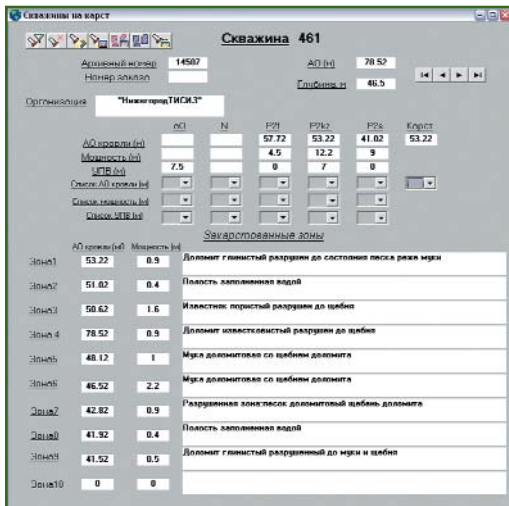 Скважины на карст
Скважина 461
Архивный номер 14587 АО (м) 78.52
Номер заказа Глубина, м 46.5
Организация "НижегородТИСИЗ"
aQ N P2t P2kz P2s Карст
АО кровли (м) 57.72 53.22 41.02 53.22
Мощность (м) 4.5 12.2 9
УПВ (м) 7.5 0 7 0
Список АО кровли (м)
Список мощность (м)
Список УПВ (м)
Закарстованные зоны
АО кровли (м) Мощность (м)
Зона1 53.22 0.9 Доломит глинистый разрушен до состояния песка реже муки
Зона2 51.02 0.4 Полость заполненная водой
Зона3 50.62 1.6 Известняк пористый разрушен до щебня
Зона 4 78.52 0.9 Доломит известковистый разрушен до щебня
Зона5 48.12 1 Мука доломитовая со щебнем доломита
Зона6 46.52 2.2 Мука доломитовая со щебнем доломита
Зона7 42.82 0.9 Разрушенная зона:песок доломитовый щебень доломита
Зона8 41.92 0.4 Полость заполненная водой
Зона9 41.52 0.5 Доломит глинистый разрушенный до муки и щебня
Зона10 0 0